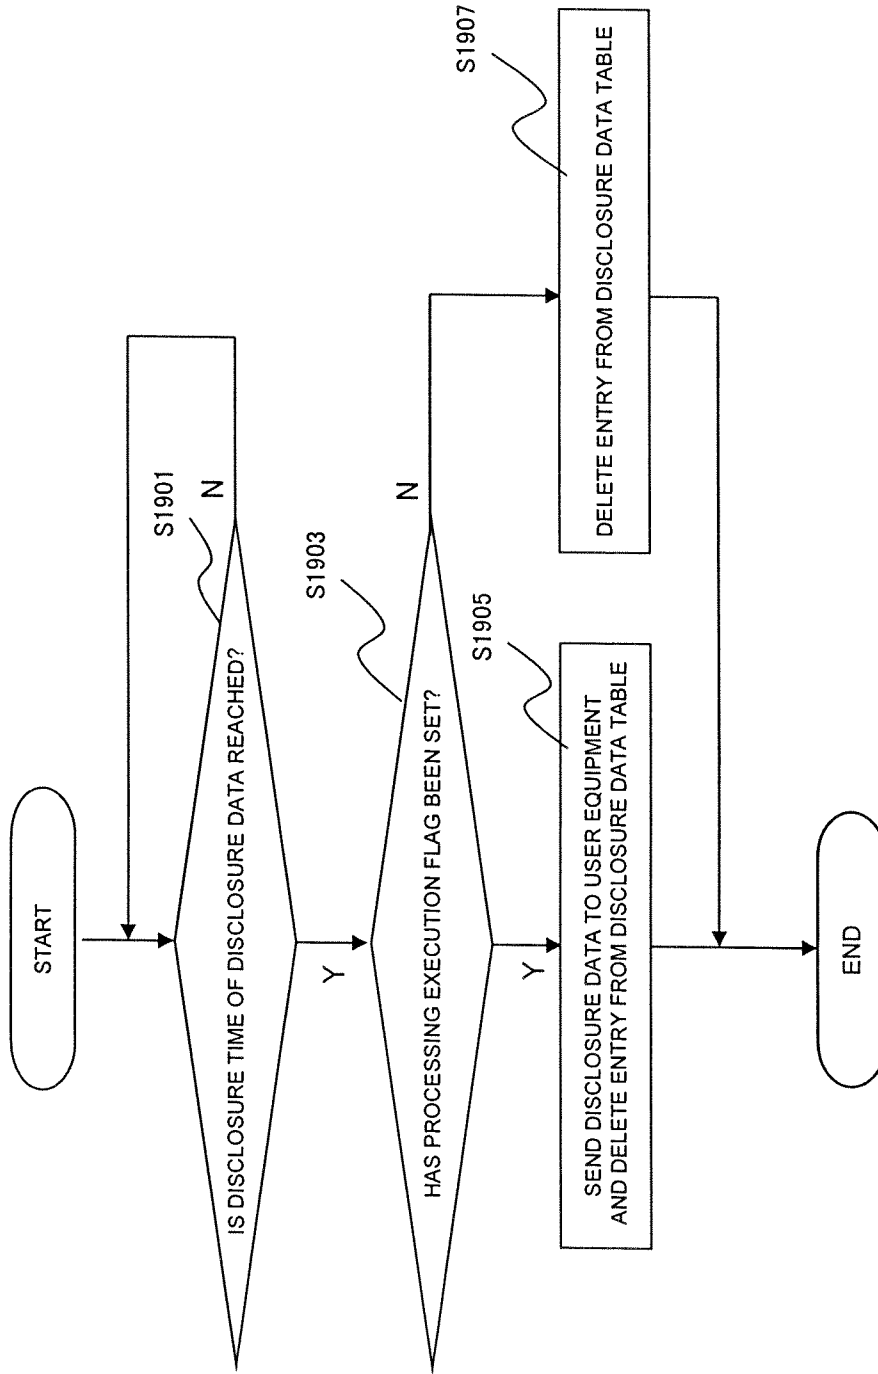 START
S1901
IS DISCLOSURE TIME OF DISCLOSURE DATA REACHED?
N
Y
S1903
HAS PROCESSING EXECUTION FLAG BEEN SET?
N
Y
S1905
SEND DISCLOSURE DATA TO USER EQUIPMENT
AND DELETE ENTRY FROM DISCLOSURE DATA TABLE
S1907
DELETE ENTRY FROM DISCLOSURE DATA TABLE
END